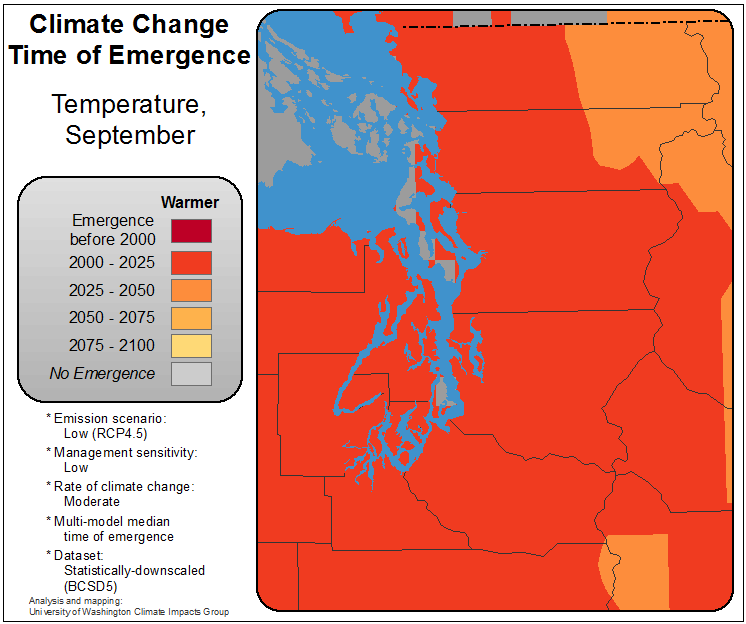 Climate Change
Time of Emergence
Temperature,
September
Warmer
Emergence
before 2000
2000 - 2025
2025 - 2050
2050 - 2075
2075 - 2100
No Emergence
* Emission scenario:
Low (RCP4.5)
* Management sensitivity:
Low
* Rate of climate change:
Moderate
* Multi-model median
time of emergence
* Dataset:
Statistically-downscaled
(BCSD5)
Analysis and mapping:
University of Washington Climate Impacts Group